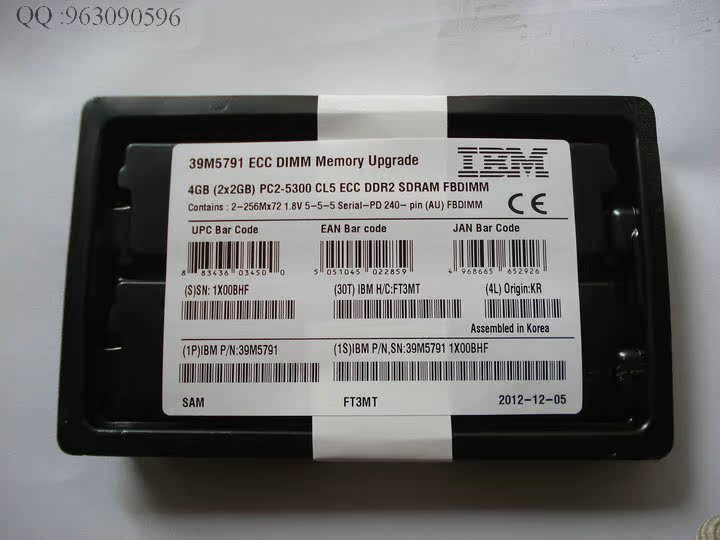 QQ :963090596
39M5791 ECC DIMM Memory Upgrade
IBM
4GB (2x2GB) PC2-5300 CL5 ECC DDR2 SDRAM FBDIMM
Contains : 2-256Mx72 1.8V 5-5-5 Serial-PD 240- pin (AU) FBDIMM
CE
UPC Bar Code EAN Bar code JAN Bar Code
8 83436 03450 0 5 051045 022859 4 968665 652926
(S)SN: 1X00BHF (30T) IBM H/C:FT3MT (4L) Origin:KR
Assembled in Korea
(1P)IBM P/N:39M5791 (1S)IBM P/N,SN:39M5791 1X00BHF
SAM FT3MT 2012-12-05